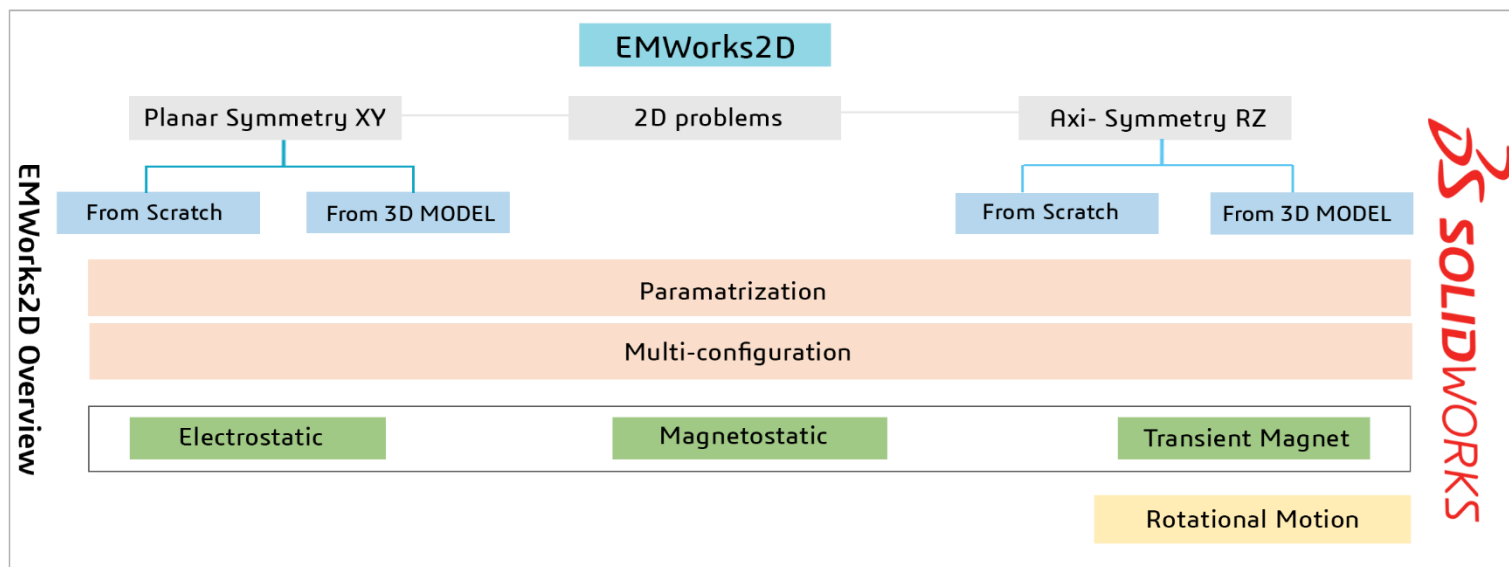 EMWorks2D
Planar Symmetry XY
2D problems
Axi- Symmetry RZ
From Scratch
From 3D MODEL
From Scratch
From 3D MODEL
Paramatrization
Multi-configuration
Electrostatic
Magnetostatic
Transient Magnet
Rotational Motion
EMWorks2D Overview
DS SOLIDWORKS